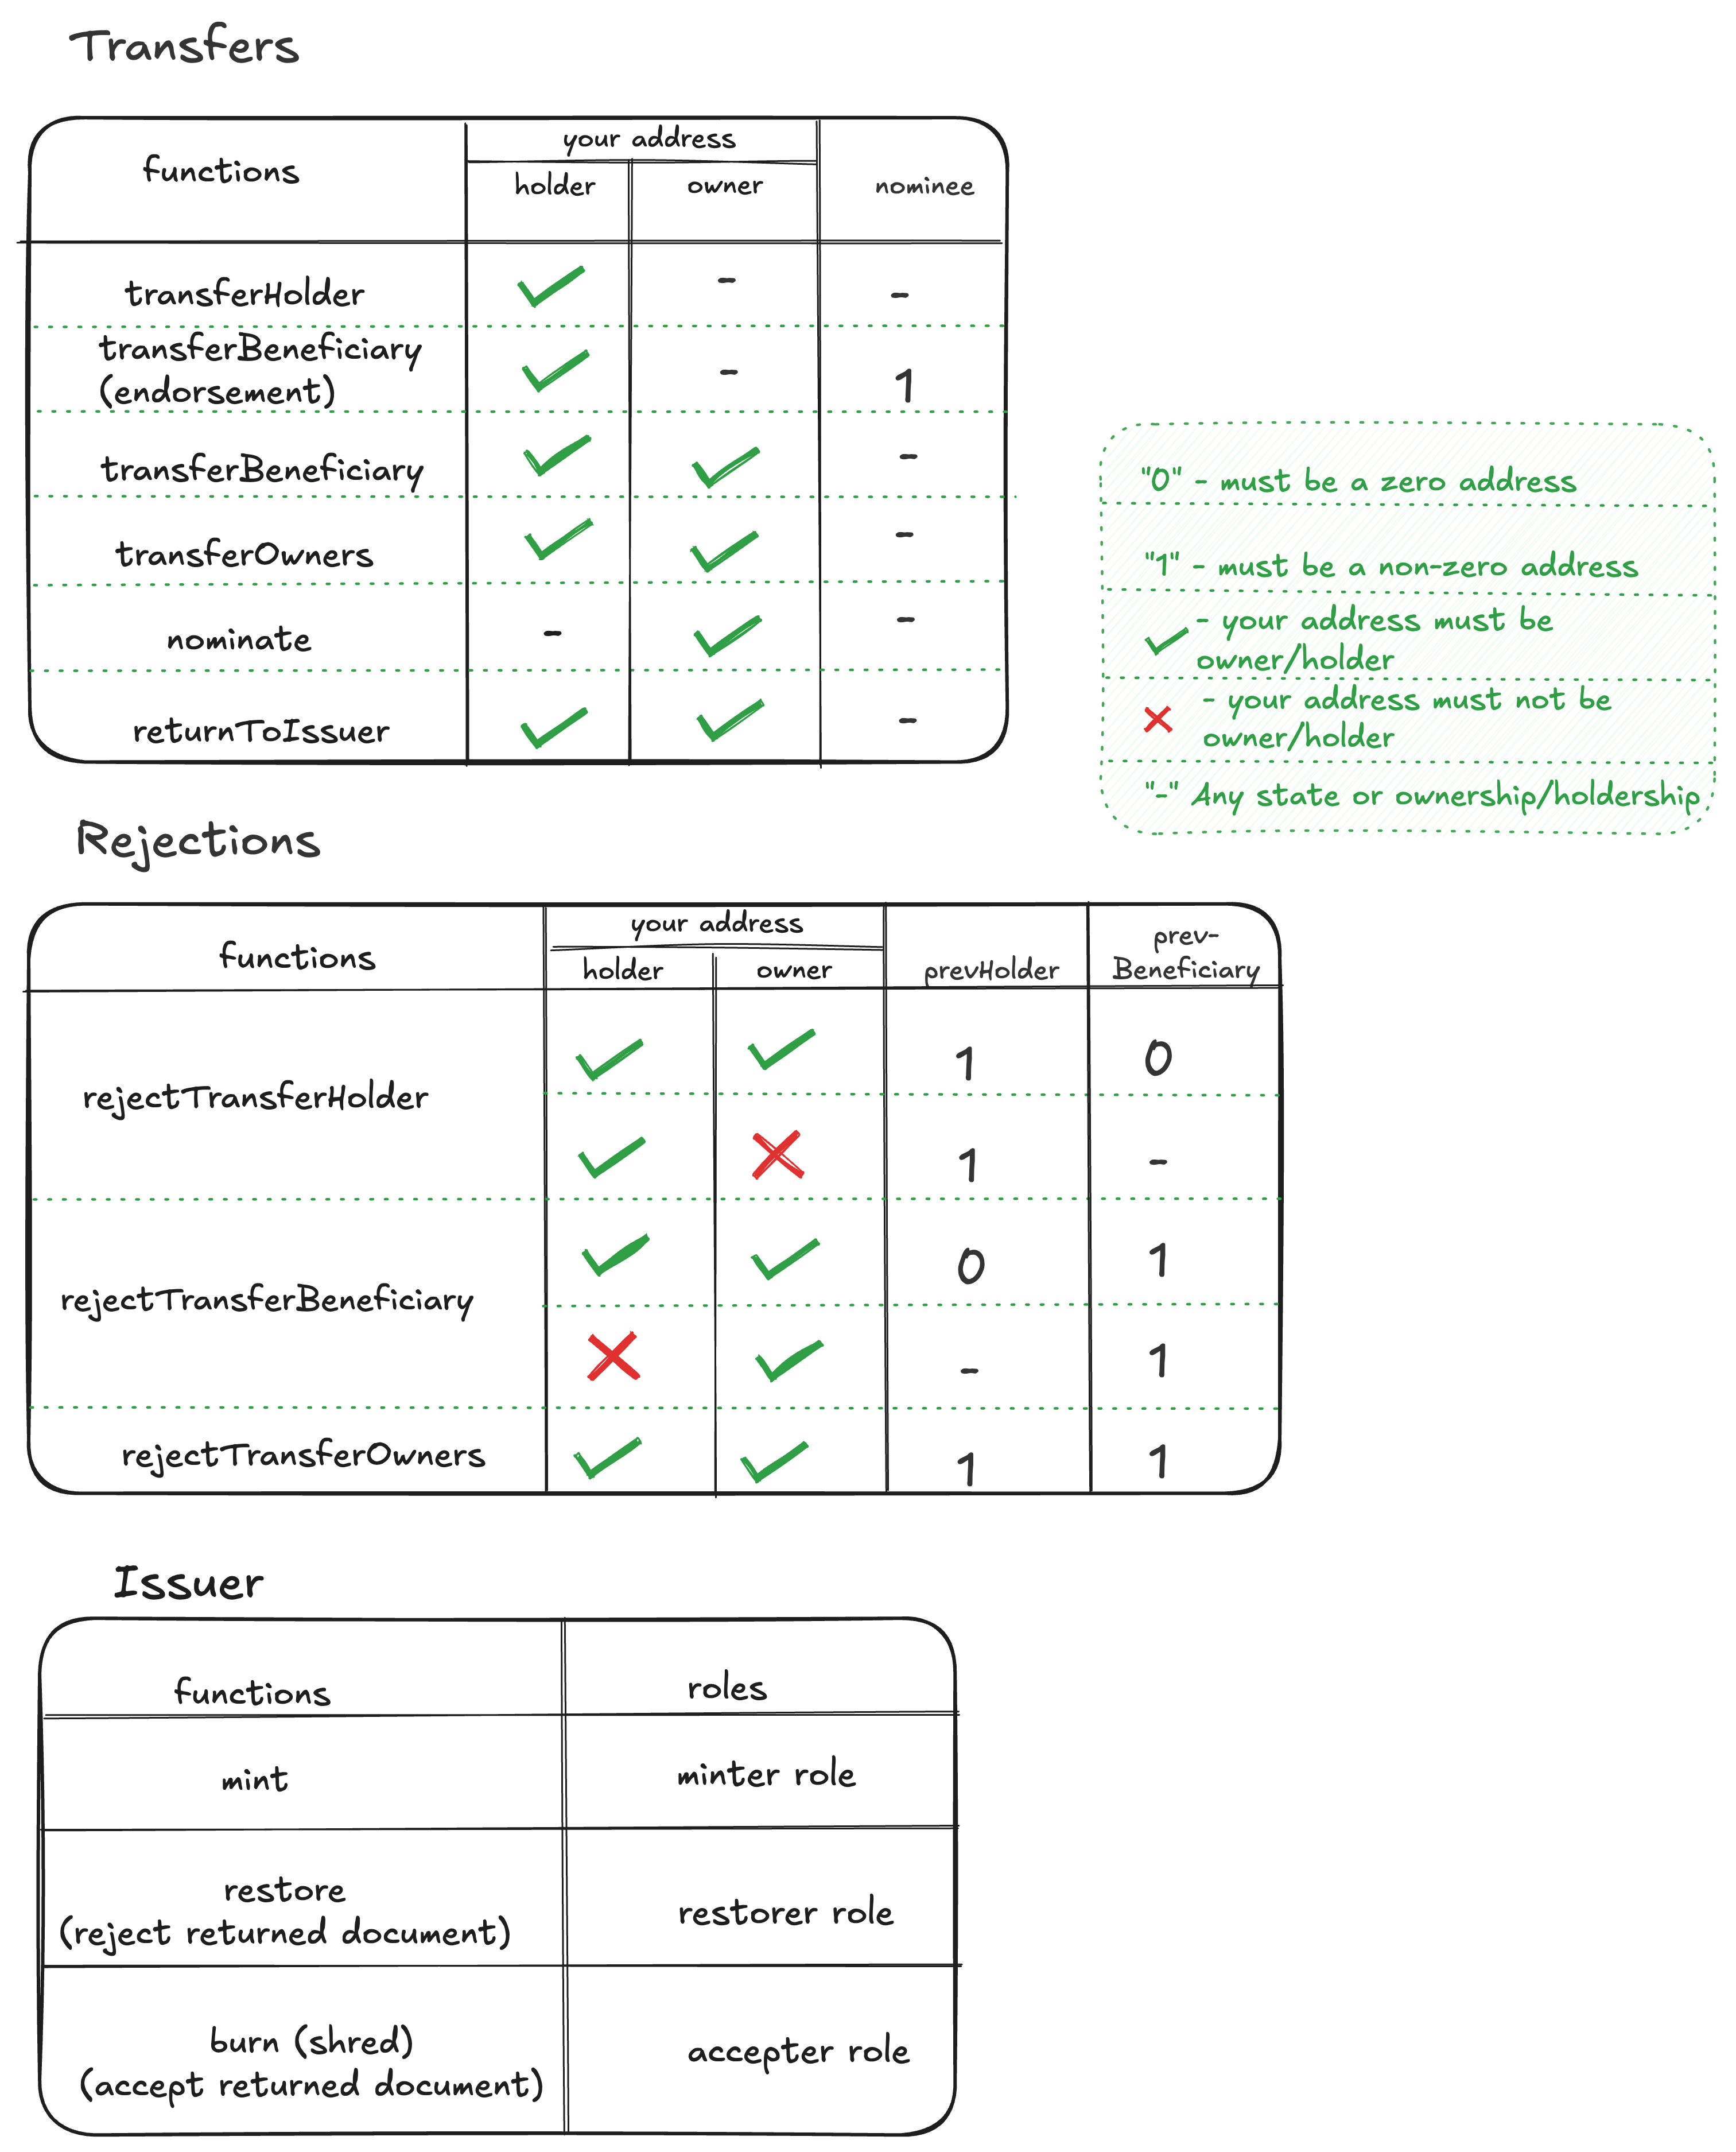 Transfers
functions
your address
holder
owner
nominee
transferHolder
-
-
transferBeneficiary
(endorsement)
-
1
transferBeneficiary
-
transferOwners
-
nominate
-
-
returnToIssuer
-
"0" - must be a zero address
"1" - must be a non-zero address
- your address must be
owner/holder
- your address must not be
owner/holder
"-" Any state or ownership/holdership
Rejections
functions
your address
holder
owner
prevHolder
prev-
Beneficiary
rejectTransferHolder
1
0
1
-
rejectTransferBeneficiary
0
1
-
1
rejectTransferOwners
1
1
Issuer
functions
roles
mint
minter role
restore
(reject returned document)
restorer role
burn (shred)
(accept returned document)
accepter role